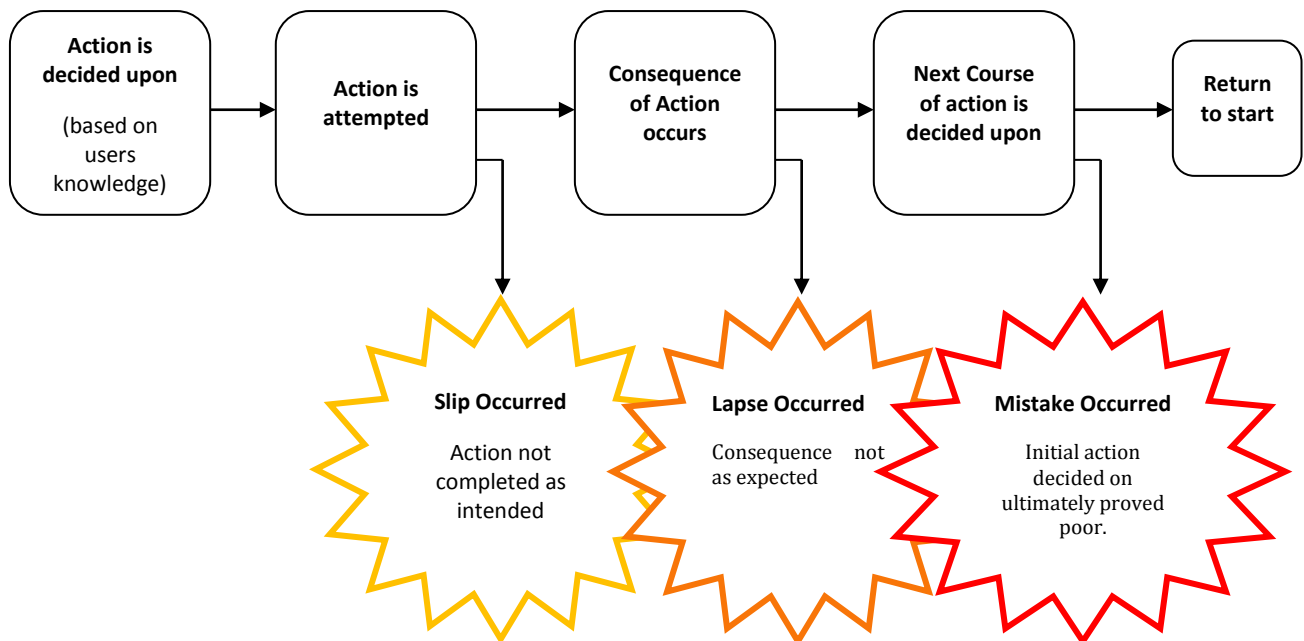 Action is
decided upon
(based on
users
knowledge)
Action is
attempted
Consequence
of Action
occurs
Next Course
of action is
decided upon
Return
to start
Slip Occurred
Action not
completed as
intended
Lapse Occurred
Consequence not
as expected
Mistake Occurred
Initial action
decided on
ultimately proved
poor.